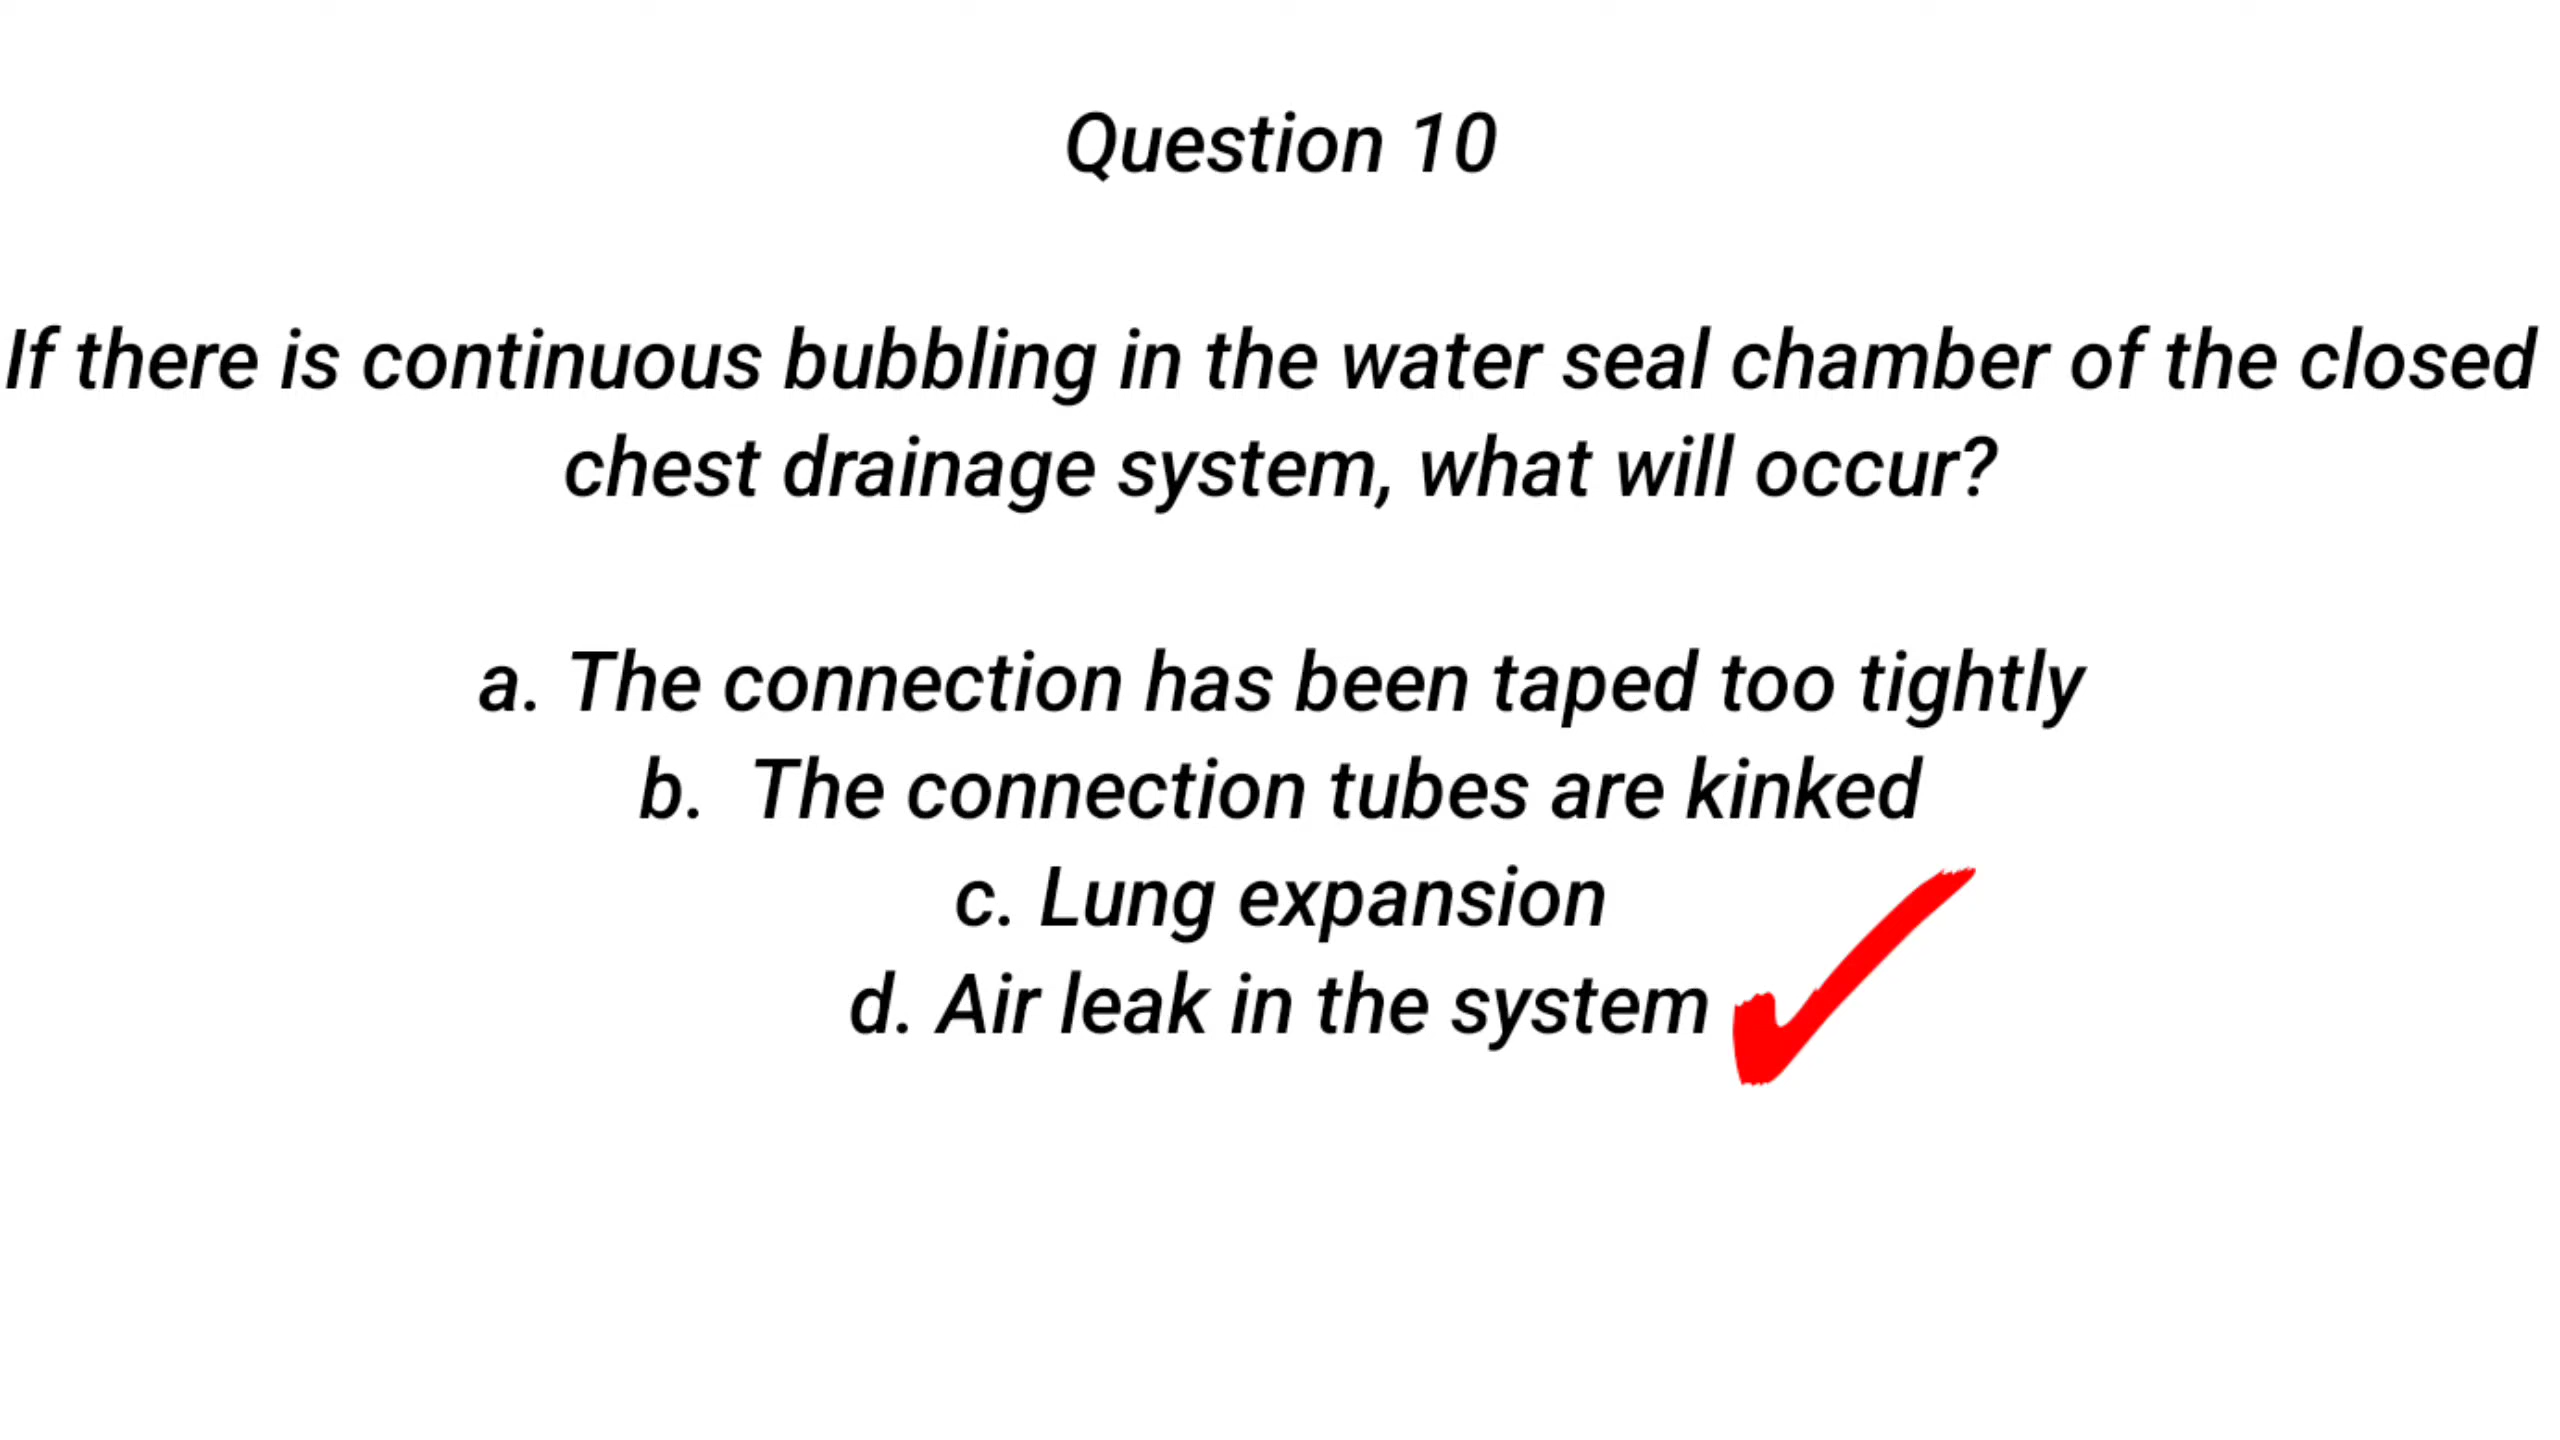 Question 10
If there is continuous bubbling in the water seal chamber of the closed
chest drainage system, what will occur?
a. The connection has been taped too tightly
b. The connection tubes are kinked
c. Lung expansion
d. Air leak in the system